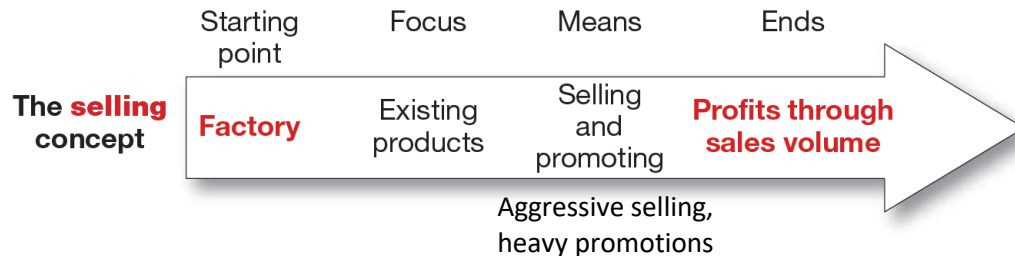 Starting point
Focus
Means
Ends
The selling concept
Factory
Existing products
Selling and promoting
Profits through sales volume
Aggressive selling,
heavy promotions